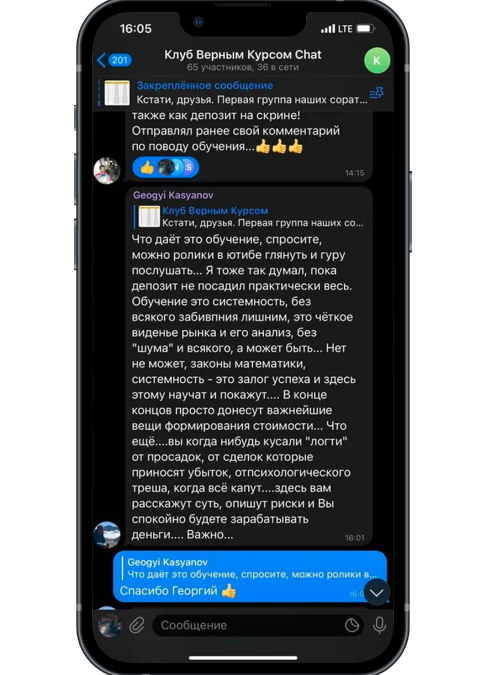 16:05
LTE
201
Клуб Верным Курсом Chat
65 участников, 36 в сети
К
Закреплённое сообщение
Кстати, друзья. Первая группа наших сорат...
также как депозит на скрине!
Отправлял ранее свой комментарий
по поводу обучения...👍👍👍
👍 S
14:15
Geogyi Kasyanov
Клуб Верным Курсом
Кстати, друзья. Первая группа наших со...
Что даёт это обучение, спросите,
можно ролики в ютибе глянуть и гуру
послушать... Я тоже так думал, пока
депозит не посадил практически весь.
Обучение это системность, без
всякого забивпния лишним, это чёткое
виденье рынка и его анализ, без
"шума" и всякого, а может быть... Нет
не может, законы математики,
системность - это залог успеха и здесь
этому научат и покажут.... В конце
концов просто донесут важнейшие
вещи формирования стоимости... Что
ещё....вы когда нибудь кусали "логти"
от просадок, от сделок которые
приносят убыток, отпсихологического
треша, когда всё капут....здесь вам
расскажут суть, опишут риски и Вы
спокойно будете зарабатывать
деньги.... Важно...
16:01
Geogyi Kasyanov
Что даёт это обучение, спросите, можно ролики в...
Спасибо Георгий 👍
Сообщение